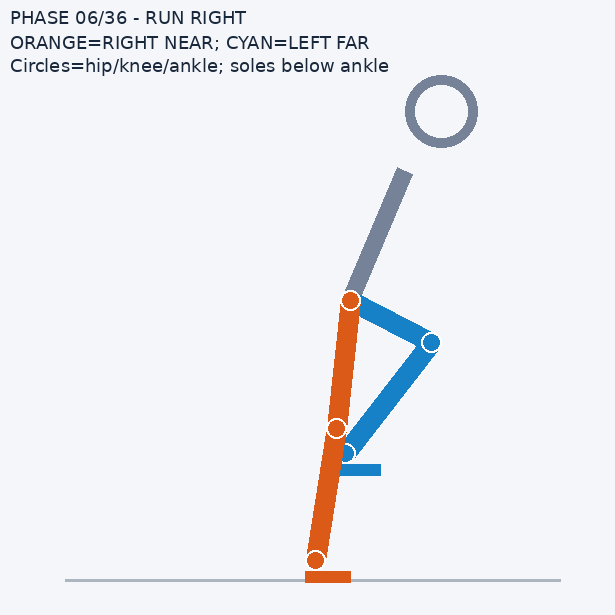 PHASE 06/36 - RUN RIGHT
ORANGE=RIGHT NEAR; CYAN=LEFT FAR
Circles=hip/knee/ankle; soles below ankle